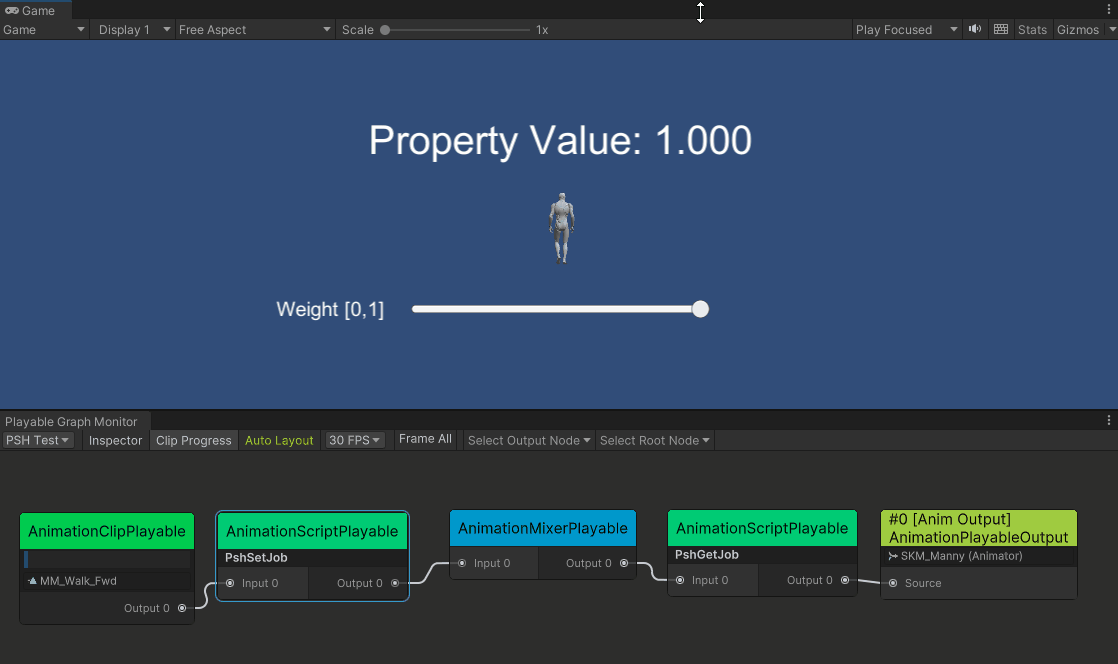 Game
Game Display 1 Free Aspect Scale 1x Play Focused Stats Gizmos
Property Value: 1.000
Weight [0,1]
Playable Graph Monitor
PSH Test Inspector Clip Progress Auto Layout 30 FPS Frame All Select Output Node Select Root Node
AnimationClipPlayable
MM_Walk_Fwd
Output 0
AnimationScriptPlayable
PshSetJob
Input 0 Output 0
AnimationMixerPlayable
Input 0 Output 0
AnimationScriptPlayable
PshGetJob
Input 0 Output 0
#0 [Anim Output]
AnimationPlayableOutput
SKM_Manny (Animator)
Source